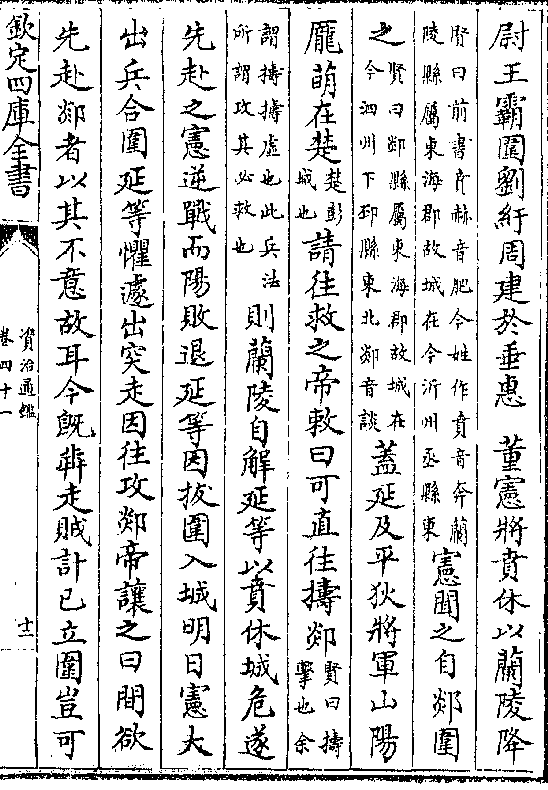 尉王霸圍劉紆周建於垂惠　董憲將賁休以蘭陵降
賢曰前書賁赫音肥今姓作賁音奔蘭
陵縣屬東海郡故城在今沂州丞縣東
憲聞之自郯圍
之
賢曰郯縣屬東海郡故城在
今泗州下邳縣東北郯音談
蓋延及平狄將軍山陽
龐萌在楚
楚彭
城也
請往救之帝敕曰可直往擣郯
賢曰擣
擊也余
謂擣擣虛也此兵法
所謂攻其必救也
則蘭陵自解延等以賁休城危遂
先赴之憲逆戰而陽敗退延等因拔圍入城明日憲大
出兵合圍延等懼遽出突走因往攻郯帝讓之曰間欲
先赴郯者以其不意故耳今既奔走賊計已立圍豈可
欽定四庫全書
資治通鑑
卷四十一